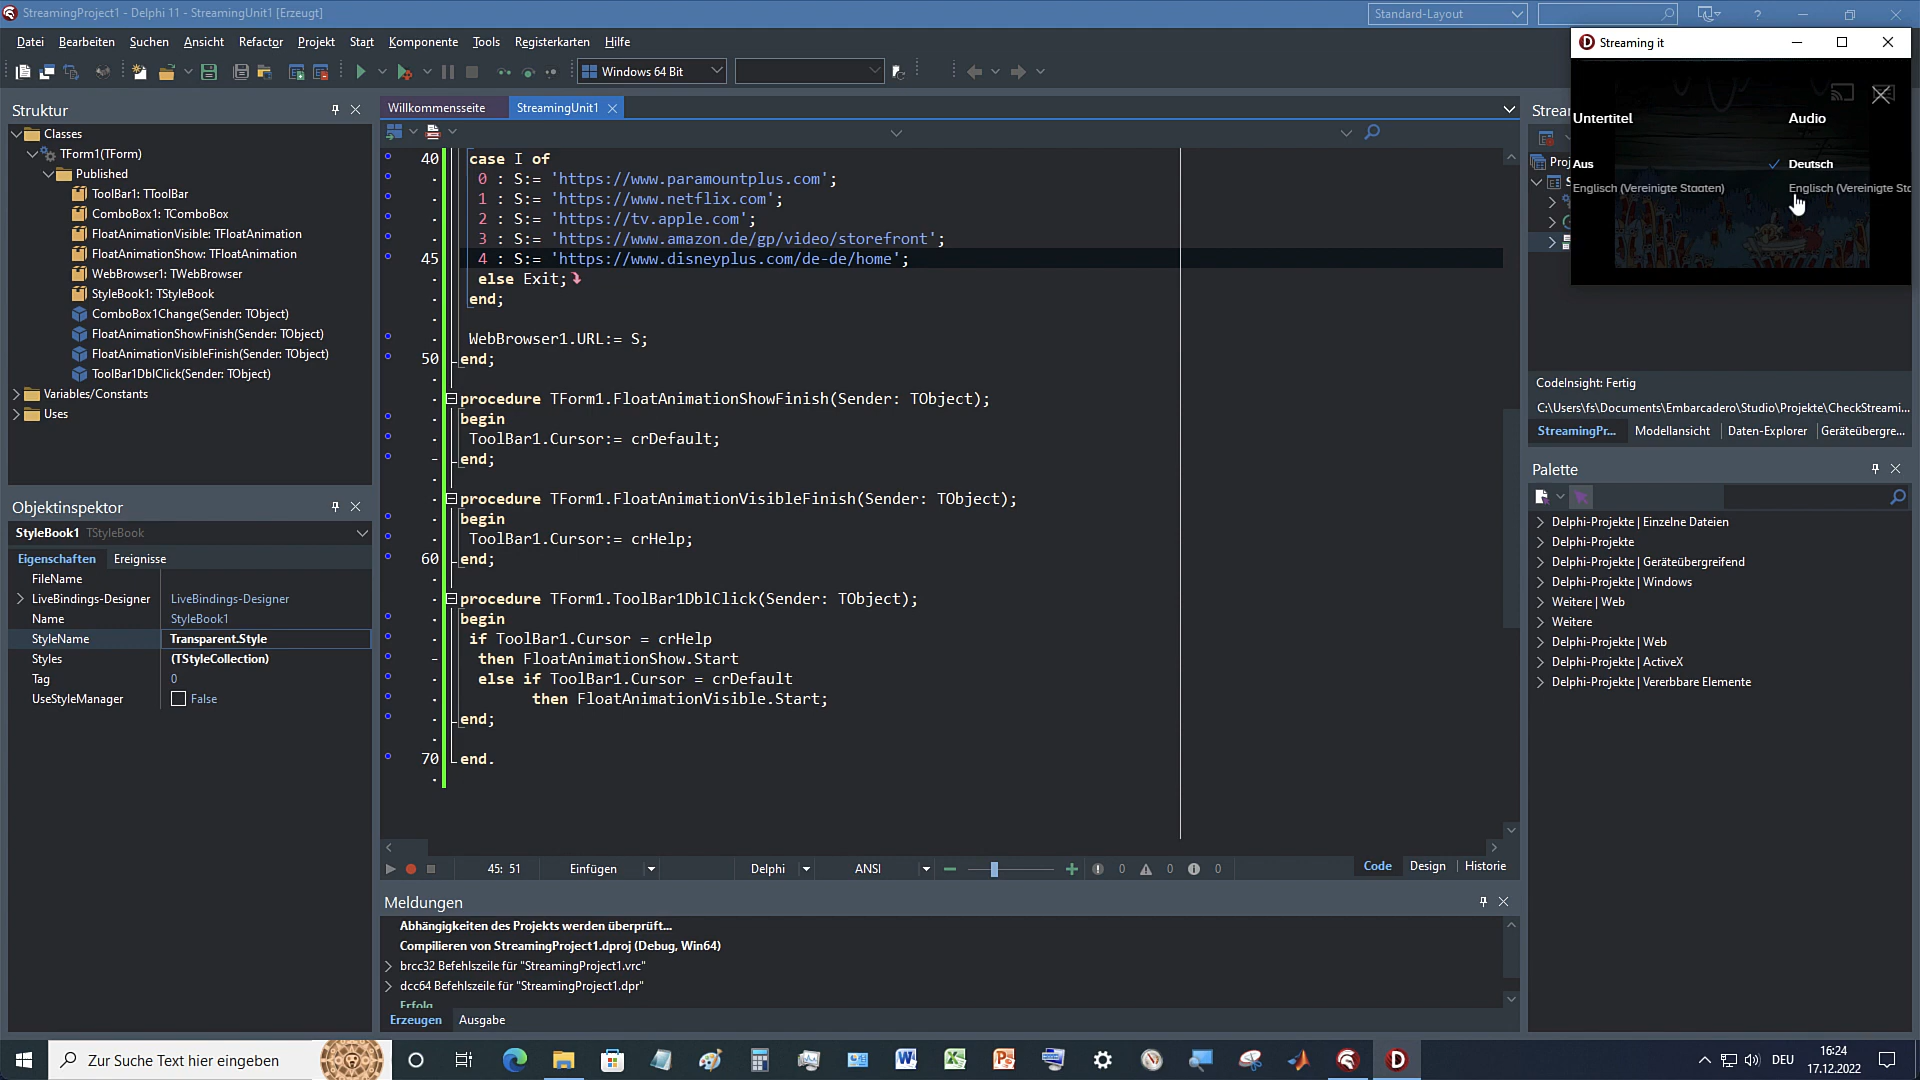 StreamingProject1 - Delphi 11 - StreamingUnit1 [Erzeugt]
Standard-Layout
Datei Bearbeiten Suchen Ansicht Refactor Projekt Start Komponente Tools Registerkarten Hilfe
Windows 64 Bit
Struktur
Classes
TForm1(TForm)
Published
ToolBar1: TToolBar
ComboBox1: TComboBox
FloatAnimationVisible: TFloatAnimation
FloatAnimationShow: TFloatAnimation
WebBrowser1: TWebBrowser
StyleBook1: TStyleBook
ComboBox1Change(Sender: TObject)
FloatAnimationShowFinish(Sender: TObject)
FloatAnimationVisibleFinish(Sender: TObject)
ToolBar1DblClick(Sender: TObject)
Variables/Constants
Uses
Objektinspektor
StyleBook1 TStyleBook
Eigenschaften Ereignisse
FileName
LiveBindings-Designer LiveBindings-Designer
Name StyleBook1
StyleName Transparent.Style
Styles (TStyleCollection)
Tag 0
UseStyleManager False
Willkommensseite StreamingUnit1
40 case I of
0 : S:= 'https://www.paramountplus.com';
1 : S:= 'https://www.netflix.com';
2 : S:= 'https://tv.apple.com';
3 : S:= 'https://www.amazon.de/gp/video/storefront';
45 4 : S:= 'https://www.disneyplus.com/de-de/home';
else Exit;
end;
WebBrowser1.URL:= S;
50 end;
procedure TForm1.FloatAnimationShowFinish(Sender: TObject);
begin
ToolBar1.Cursor:= crDefault;
end;
procedure TForm1.FloatAnimationVisibleFinish(Sender: TObject);
begin
ToolBar1.Cursor:= crHelp;
60 end;
procedure TForm1.ToolBar1DblClick(Sender: TObject);
begin
if ToolBar1.Cursor = crHelp
then FloatAnimationShow.Start
else if ToolBar1.Cursor = crDefault
then FloatAnimationVisible.Start;
end;
70 end.
45: 51 Einfügen Delphi ANSI 0 0 0
Code Design Historie
Meldungen
Abhängigkeiten des Projekts werden überprüft...
Compilieren von StreamingProject1.dproj (Debug, Win64)
brcc32 Befehlszeile für "StreamingProject1.vrc"
dcc64 Befehlszeile für "StreamingProject1.dpr"
Erfolg
Erzeugen Ausgabe
Streaming it
Untertitel Audio
Aus Deutsch
Englisch (Vereinigte Staaten) Englisch (Vereinigte Sta
Stream
Proj
CodeInsight: Fertig
C:\Users\fs\Documents\Embarcadero\Studio\Projekte\CheckStreami...
StreamingPr... Modellansicht Daten-Explorer Geräteübergre...
Palette
Delphi-Projekte | Einzelne Dateien
Delphi-Projekte
Delphi-Projekte | Geräteübergreifend
Delphi-Projekte | Windows
Weitere | Web
Weitere
Delphi-Projekte | Web
Delphi-Projekte | ActiveX
Delphi-Projekte | Vererbbare Elemente
Zur Suche Text hier eingeben
DEU
16:24
17.12.2022